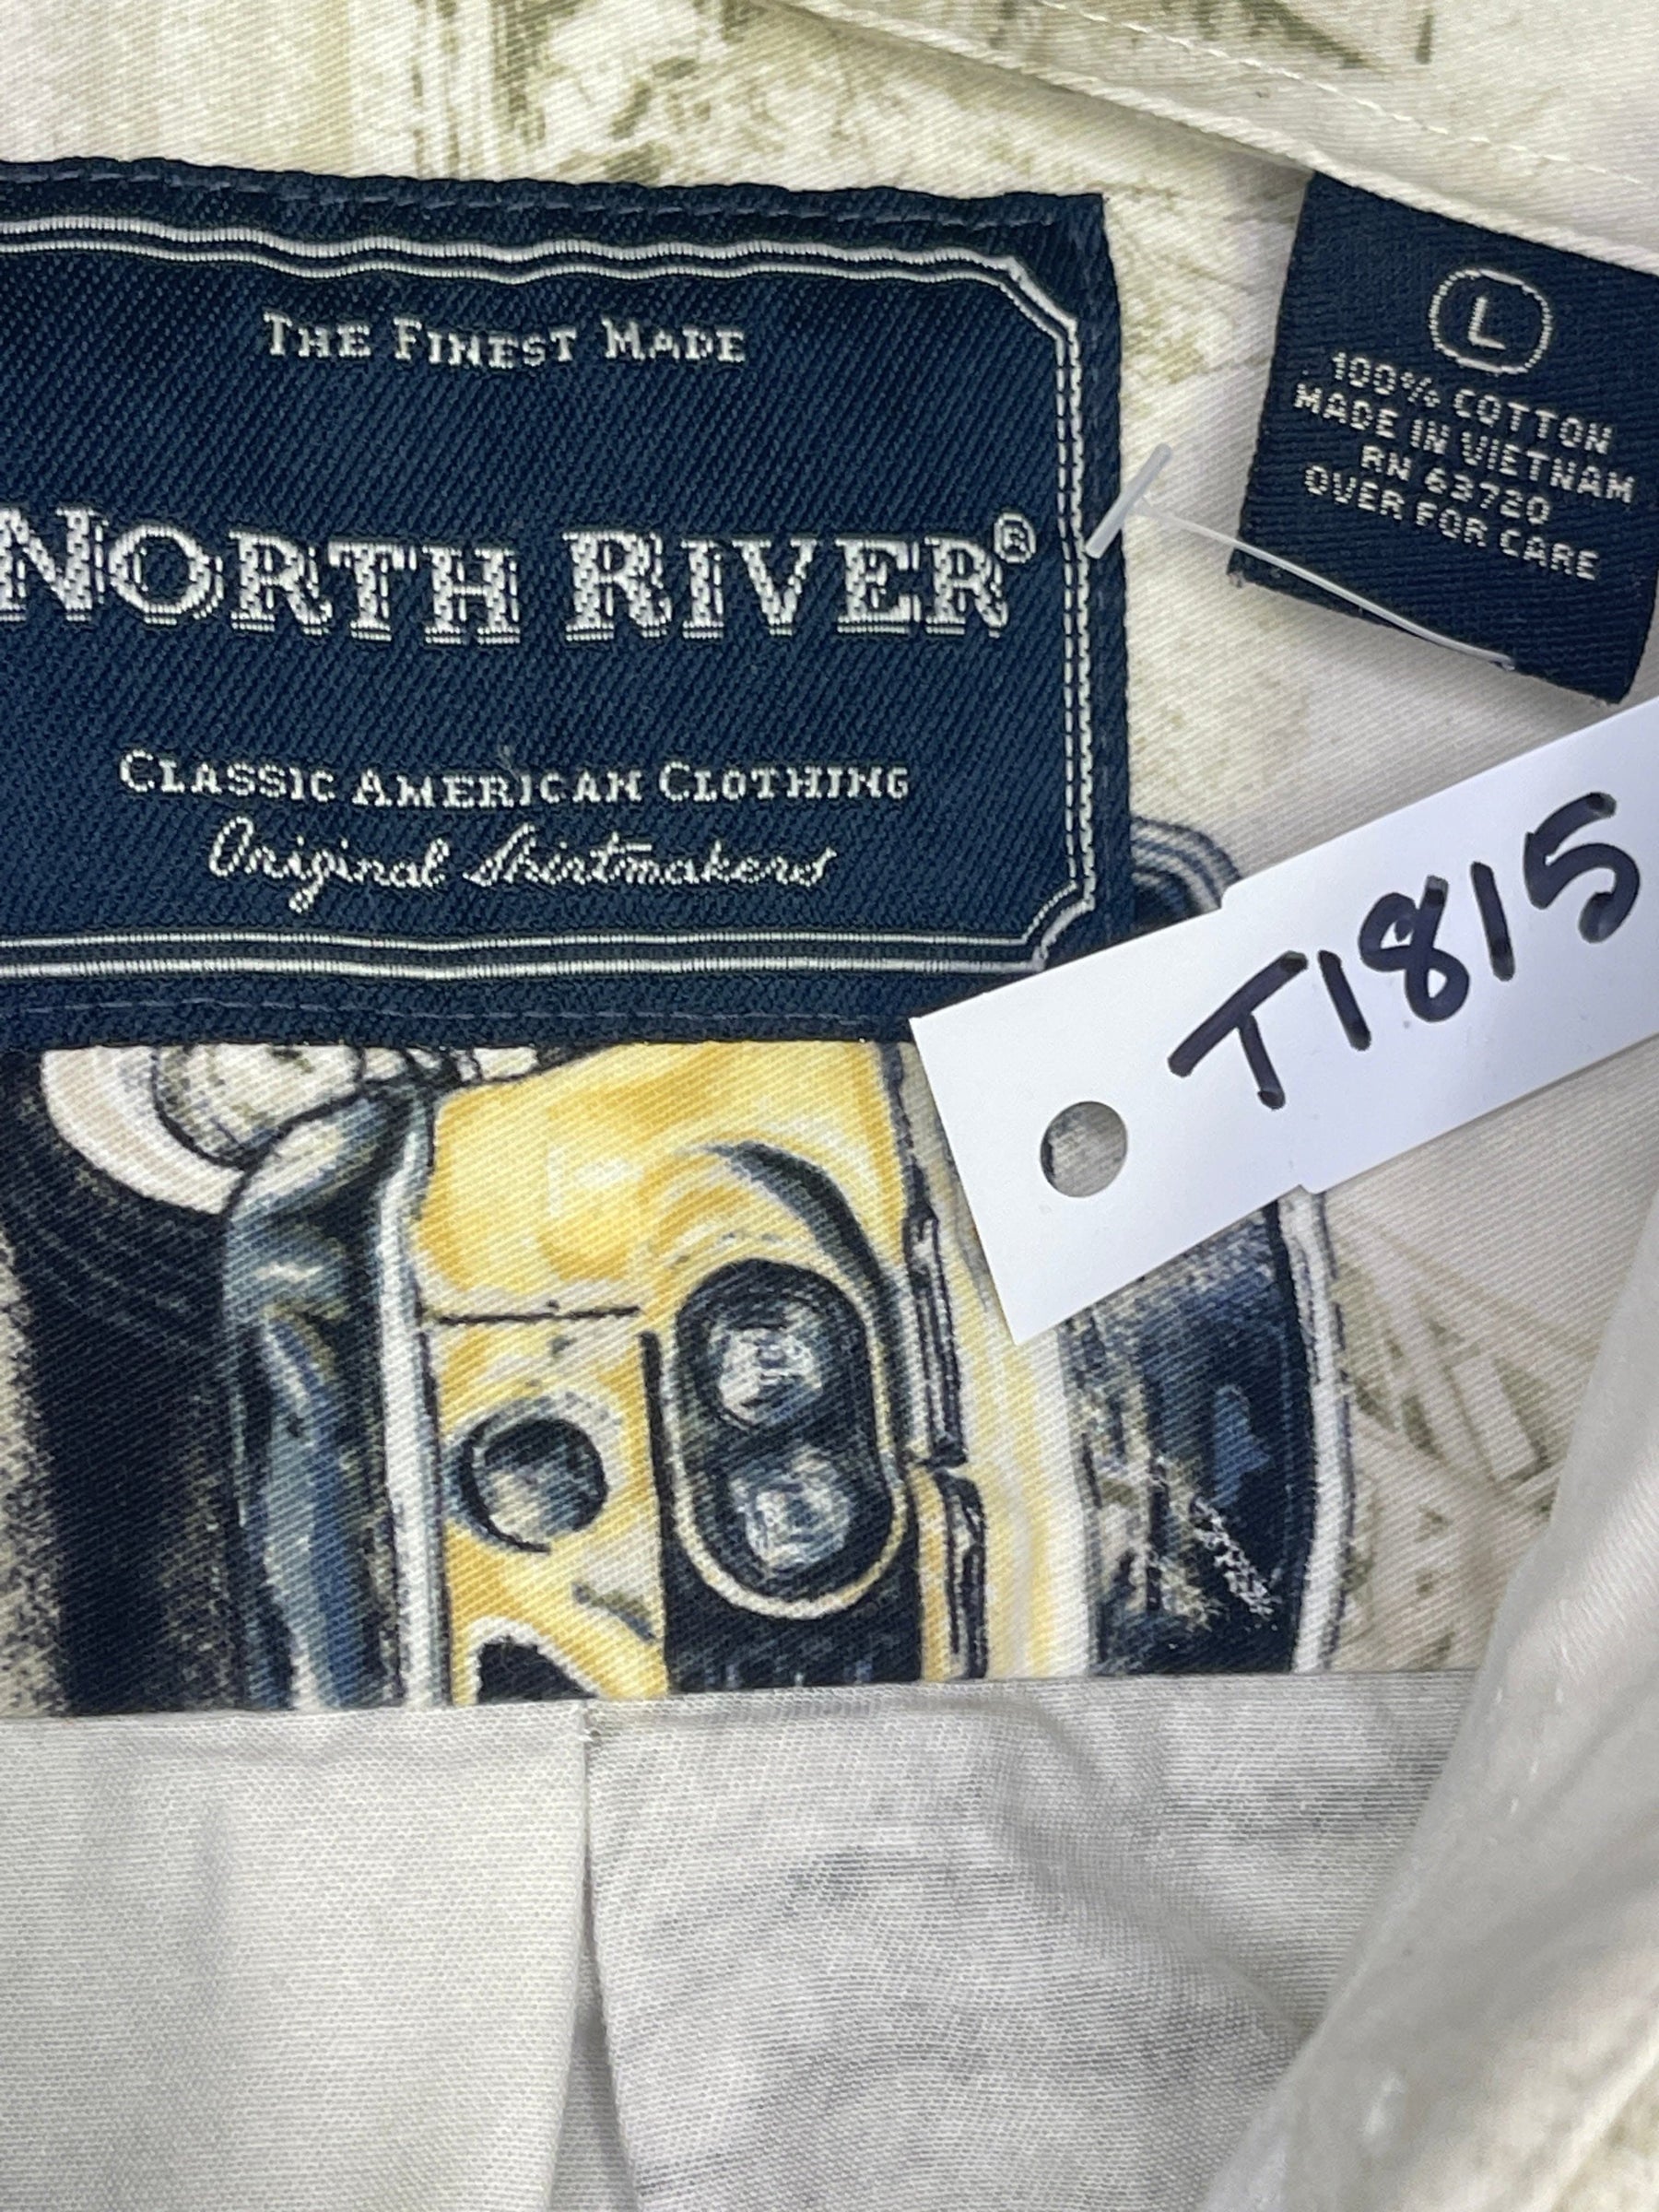 THE FINEST MADE
NORTH RIVER®
CLASSIC AMERICAN CLOTHING
Original Shirtmakers
L
100% COTTON
MADE IN VIETNAM
RN 63720
OVER FOR CARE
T1815